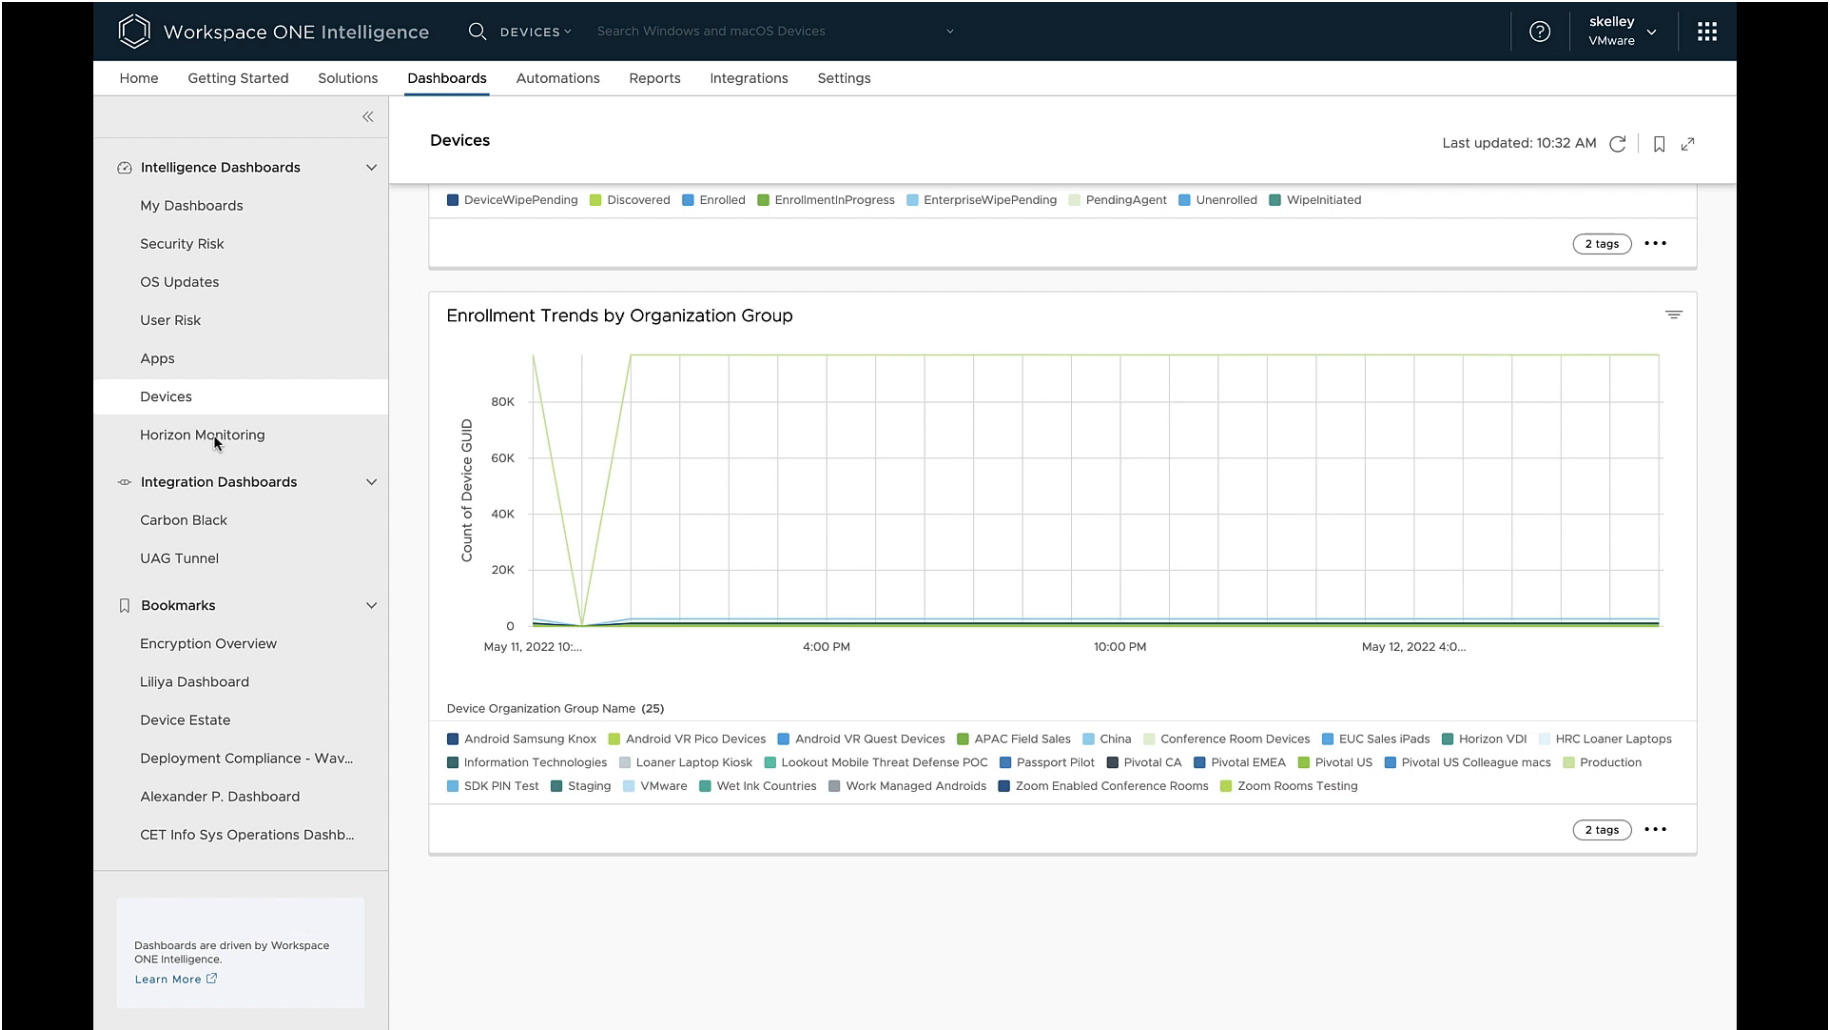 Workspace ONE Intelligence
DEVICES
Search Windows and macOS Devices
skelley
VMware
Home
Getting Started
Solutions
Dashboards
Automations
Reports
Integrations
Settings
Intelligence Dashboards
My Dashboards
Security Risk
OS Updates
User Risk
Apps
Devices
Horizon Monitoring
Integration Dashboards
Carbon Black
UAG Tunnel
Bookmarks
Encryption Overview
Liliya Dashboard
Device Estate
Deployment Compliance - Wav...
Alexander P. Dashboard
CET Info Sys Operations Dashb...
Dashboards are driven by Workspace
ONE Intelligence.
Learn More
Devices
Last updated: 10:32 AM
DeviceWipePending Discovered Enrolled EnrollmentInProgress EnterpriseWipePending PendingAgent Unenrolled WipeInitiated
2 tags
Enrollment Trends by Organization Group
Count of Device GUID
80K
60K
40K
20K
0
May 11, 2022 10:... 4:00 PM 10:00 PM May 12, 2022 4:0...
Device Organization Group Name (25)
Android Samsung Knox Android VR Pico Devices Android VR Quest Devices APAC Field Sales China Conference Room Devices EUC Sales iPads Horizon VDI HRC Loaner Laptops
Information Technologies Loaner Laptop Kiosk Lookout Mobile Threat Defense POC Passport Pilot Pivotal CA Pivotal EMEA Pivotal US Pivotal US Colleague macs Production
SDK PIN Test Staging VMware Wet Ink Countries Work Managed Androids Zoom Enabled Conference Rooms Zoom Rooms Testing
2 tags